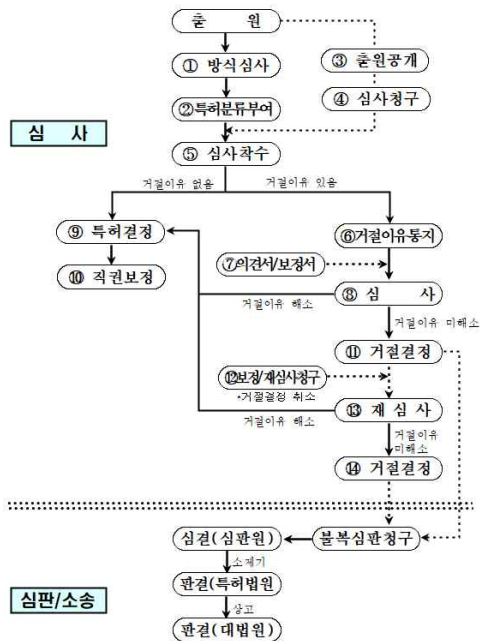 출 원
① 방식심사
③ 출원공개
②특허분류부여
④ 심사청구
심 사
⑤ 심사착수
거절이유 없음
거절이유 있음
⑨ 특허결정
⑥거절이유통지
⑦의견서/보정서
⑩ 직권보정
⑧ 심 사
거절이유 해소
거절이유 미해소
⑪ 거절결정
⑫보정/재심사청구
*거절결정 취소
⑬ 재 심 사
거절이유 해소
거절이유
미해소
⑭ 거절결정
심결(심판원)
불복심판청구
소제기
판결(특허법원)
심판/소송
상고
판결(대법원)